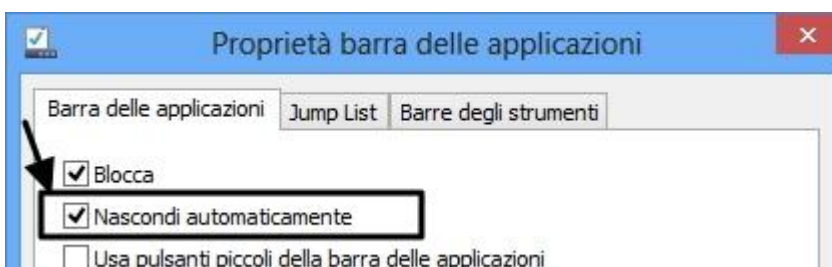 Proprietà barra delle applicazioni
Barra delle applicazioni Jump List Barre degli strumenti
Blocca
Nascondi automaticamente
Usa pulsanti piccoli della barra delle applicazioni